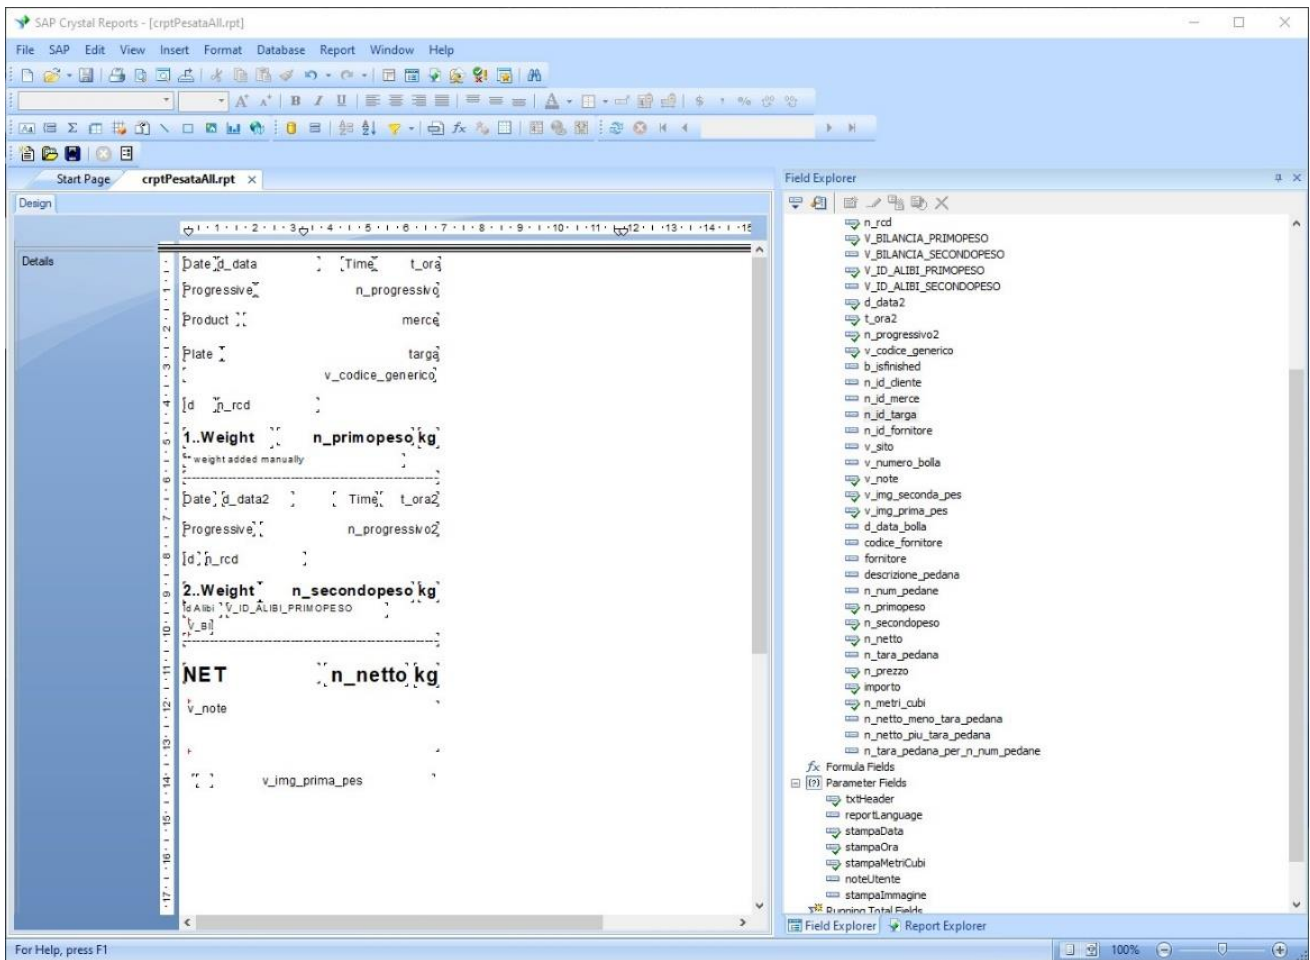 SAP Crystal Reports - [crptPesataAll.rpt]
File SAP Edit View Insert Format Database Report Window Help
Start Page crptPesataAll.rpt
Design
Details
Date d_data Time t_ora
Progressive n_progressivo
Product merce
Plate targa
v_codice_generico
Id n_rcd
1..Weight n_primopeso kg
* weight added manually
Date d_data2 Time t_ora2
Progressive n_progressivo2
Id n_rcd
2..Weight n_secondopeso kg
Id Alibi V_ID_ALIBI_PRIMOPESO
V_BI
NET n_netto kg
v_note
v_img_prima_pes
Field Explorer
n_rcd
V_BILANCIA_PRIMOPESO
V_BILANCIA_SECONDOPESO
V_ID_ALIBI_PRIMOPESO
V_ID_ALIBI_SECONDOPESO
d_data2
t_ora2
n_progressivo2
v_codice_generico
b_isfinished
n_id_cliente
n_id_merce
n_id_targa
n_id_fornitore
v_sito
v_numero_bolla
v_note
v_img_seconda_pes
v_img_prima_pes
d_data_bolla
codice_fornitore
fornitore
descrizione_pedana
n_num_pedane
n_primopeso
n_secondopeso
n_netto
n_tara_pedana
n_prezzo
importo
n_metri_cubi
n_netto_meno_tara_pedana
n_netto_piu_tara_pedana
n_tara_pedana_per_n_num_pedane
Formula Fields
Parameter Fields
txtHeader
reportLanguage
stampaData
stampaOra
stampaMetriCubi
noteUtente
stampaImmagine
Running Total Fields
Field Explorer Report Explorer
For Help, press F1
100%